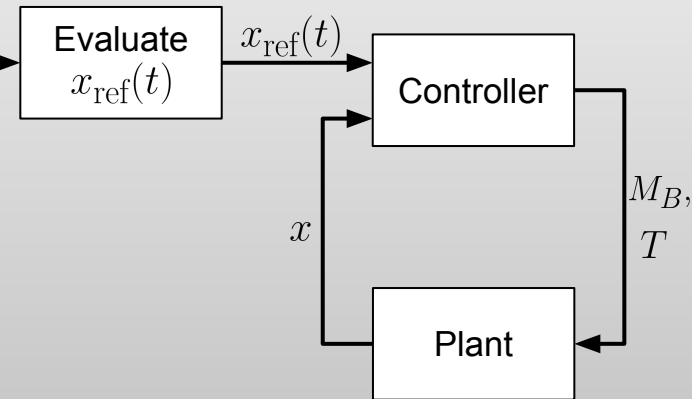 Evaluate
x_ref(t)
x_ref(t)
Controller
x
M_B,
T
Plant